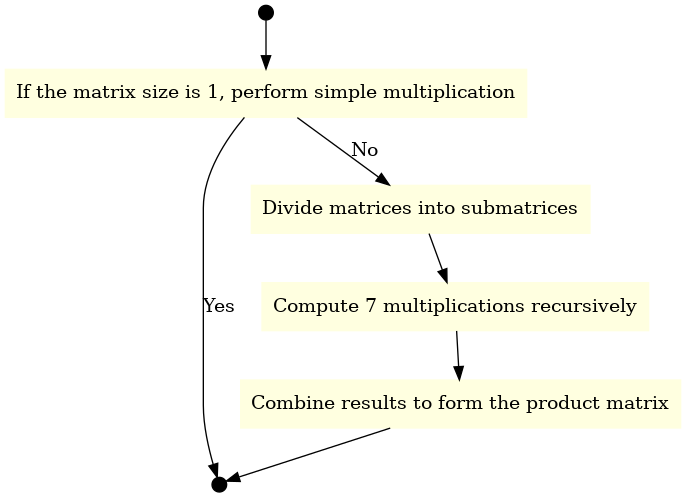 If the matrix size is 1, perform simple multiplication
No
Divide matrices into submatrices
Yes
Compute 7 multiplications recursively
Combine results to form the product matrix